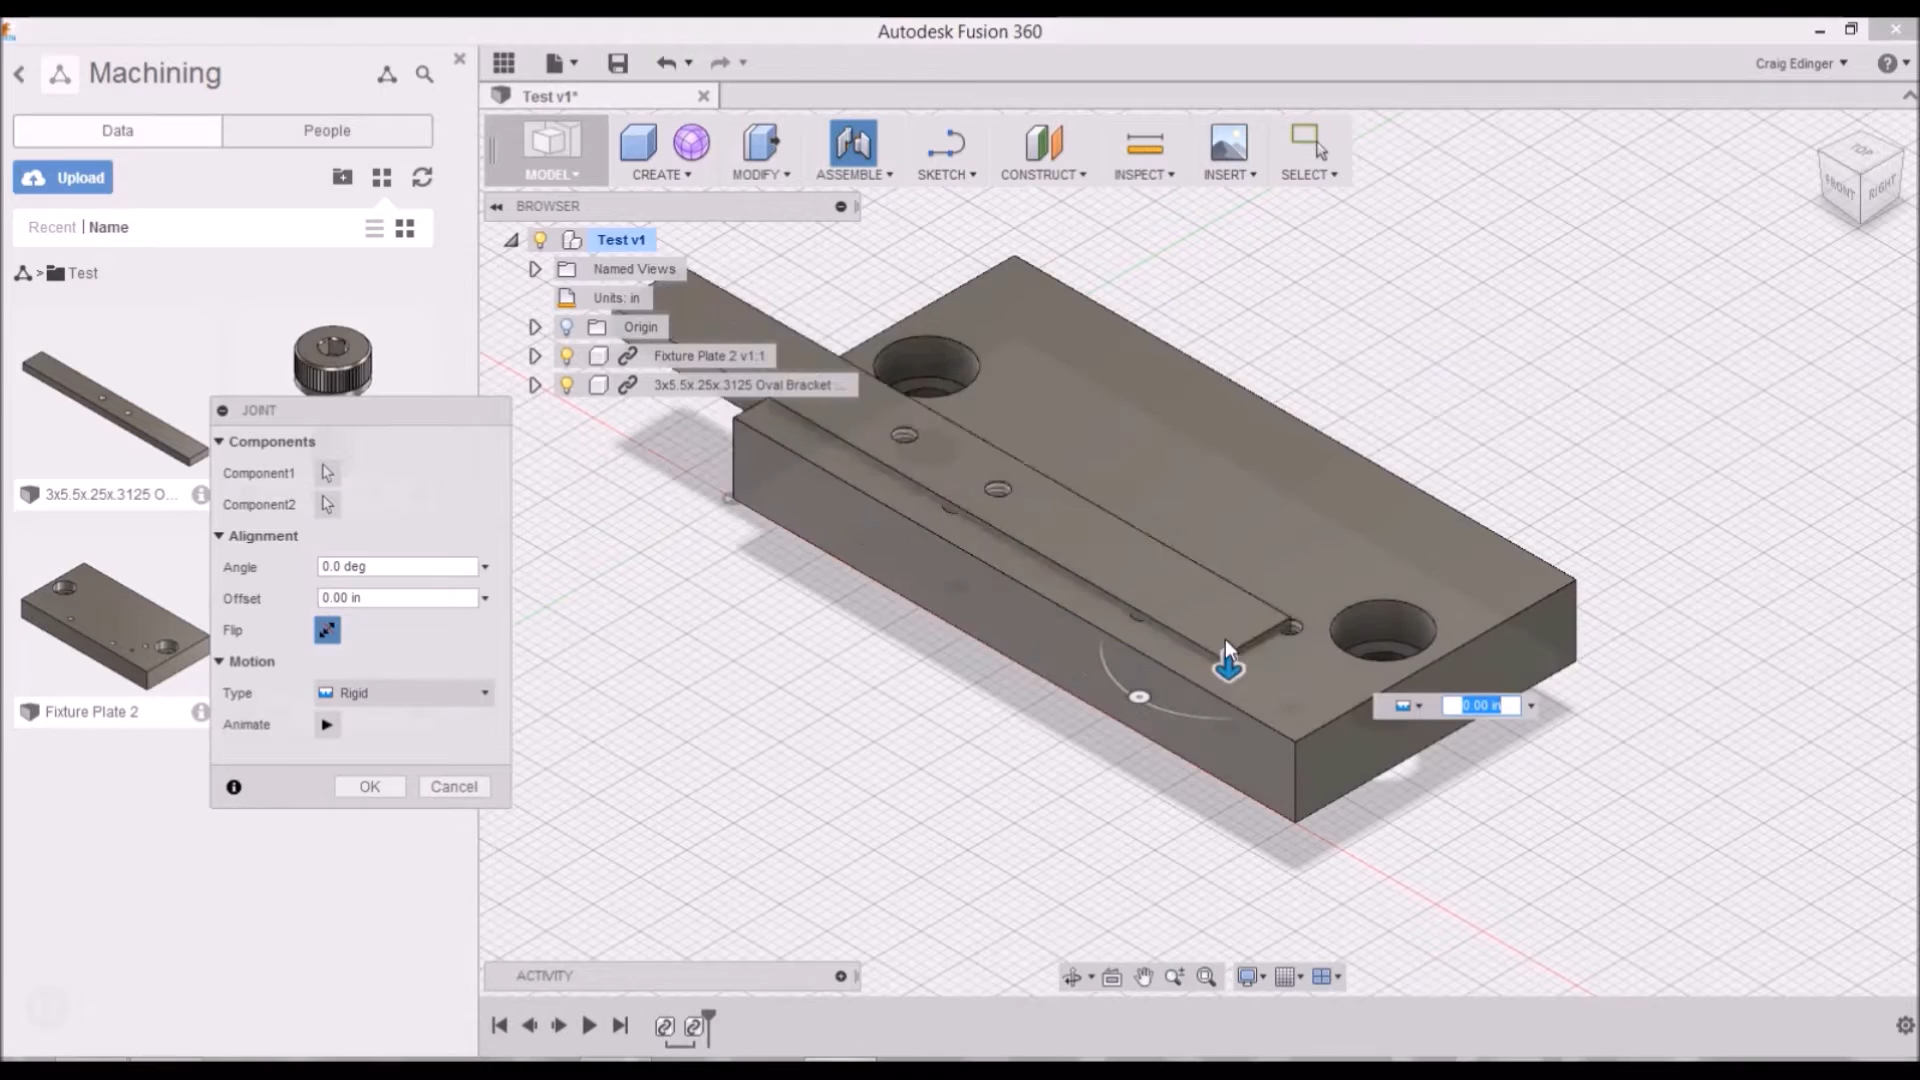 Autodesk Fusion 360
Machining
Craig Edinger
Test v1*
Data
People
Upload
MODEL
CREATE
MODIFY
ASSEMBLE
SKETCH
CONSTRUCT
INSPECT
INSERT
SELECT
TOP
FRONT
RIGHT
Recent | Name
BROWSER
Test v1
Named Views
Units: in
Origin
Fixture Plate 2 v1:1
3x5.5x.25x.3125 Oval Bracket ...
> Test
3x5.5x.25x.3125 O...
Fixture Plate 2
JOINT
Components
Component1
Component2
Alignment
Angle
0.0 deg
Offset
0.00 in
Flip
Motion
Type
Rigid
Animate
OK
Cancel
0.00 in
ACTIVITY